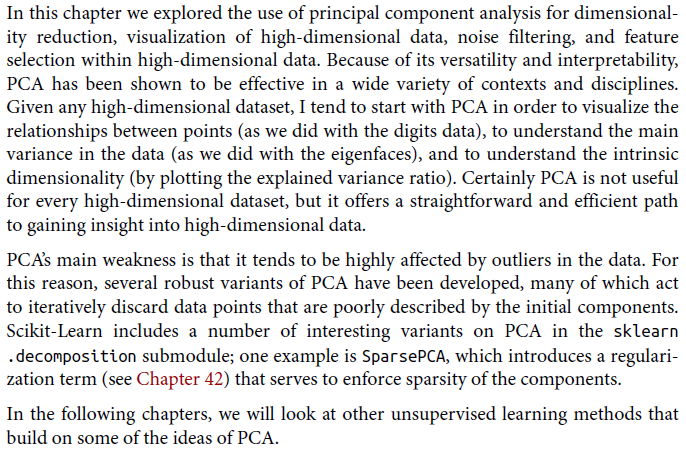 In this chapter we explored the use of principal component analysis for dimensional-
ity reduction, visualization of high-dimensional data, noise filtering, and feature
selection within high-dimensional data. Because of its versatility and interpretability,
PCA has been shown to be effective in a wide variety of contexts and disciplines.
Given any high-dimensional dataset, I tend to start with PCA in order to visualize the
relationships between points (as we did with the digits data), to understand the main
variance in the data (as we did with the eigenfaces), and to understand the intrinsic
dimensionality (by plotting the explained variance ratio). Certainly PCA is not useful
for every high-dimensional dataset, but it offers a straightforward and efficient path
to gaining insight into high-dimensional data.
PCA’s main weakness is that it tends to be highly affected by outliers in the data. For
this reason, several robust variants of PCA have been developed, many of which act
to iteratively discard data points that are poorly described by the initial components.
Scikit-Learn includes a number of interesting variants on PCA in the sklearn
.decomposition submodule; one example is SparsePCA, which introduces a regulari-
zation term (see Chapter 42) that serves to enforce sparsity of the components.
In the following chapters, we will look at other unsupervised learning methods that
build on some of the ideas of PCA.